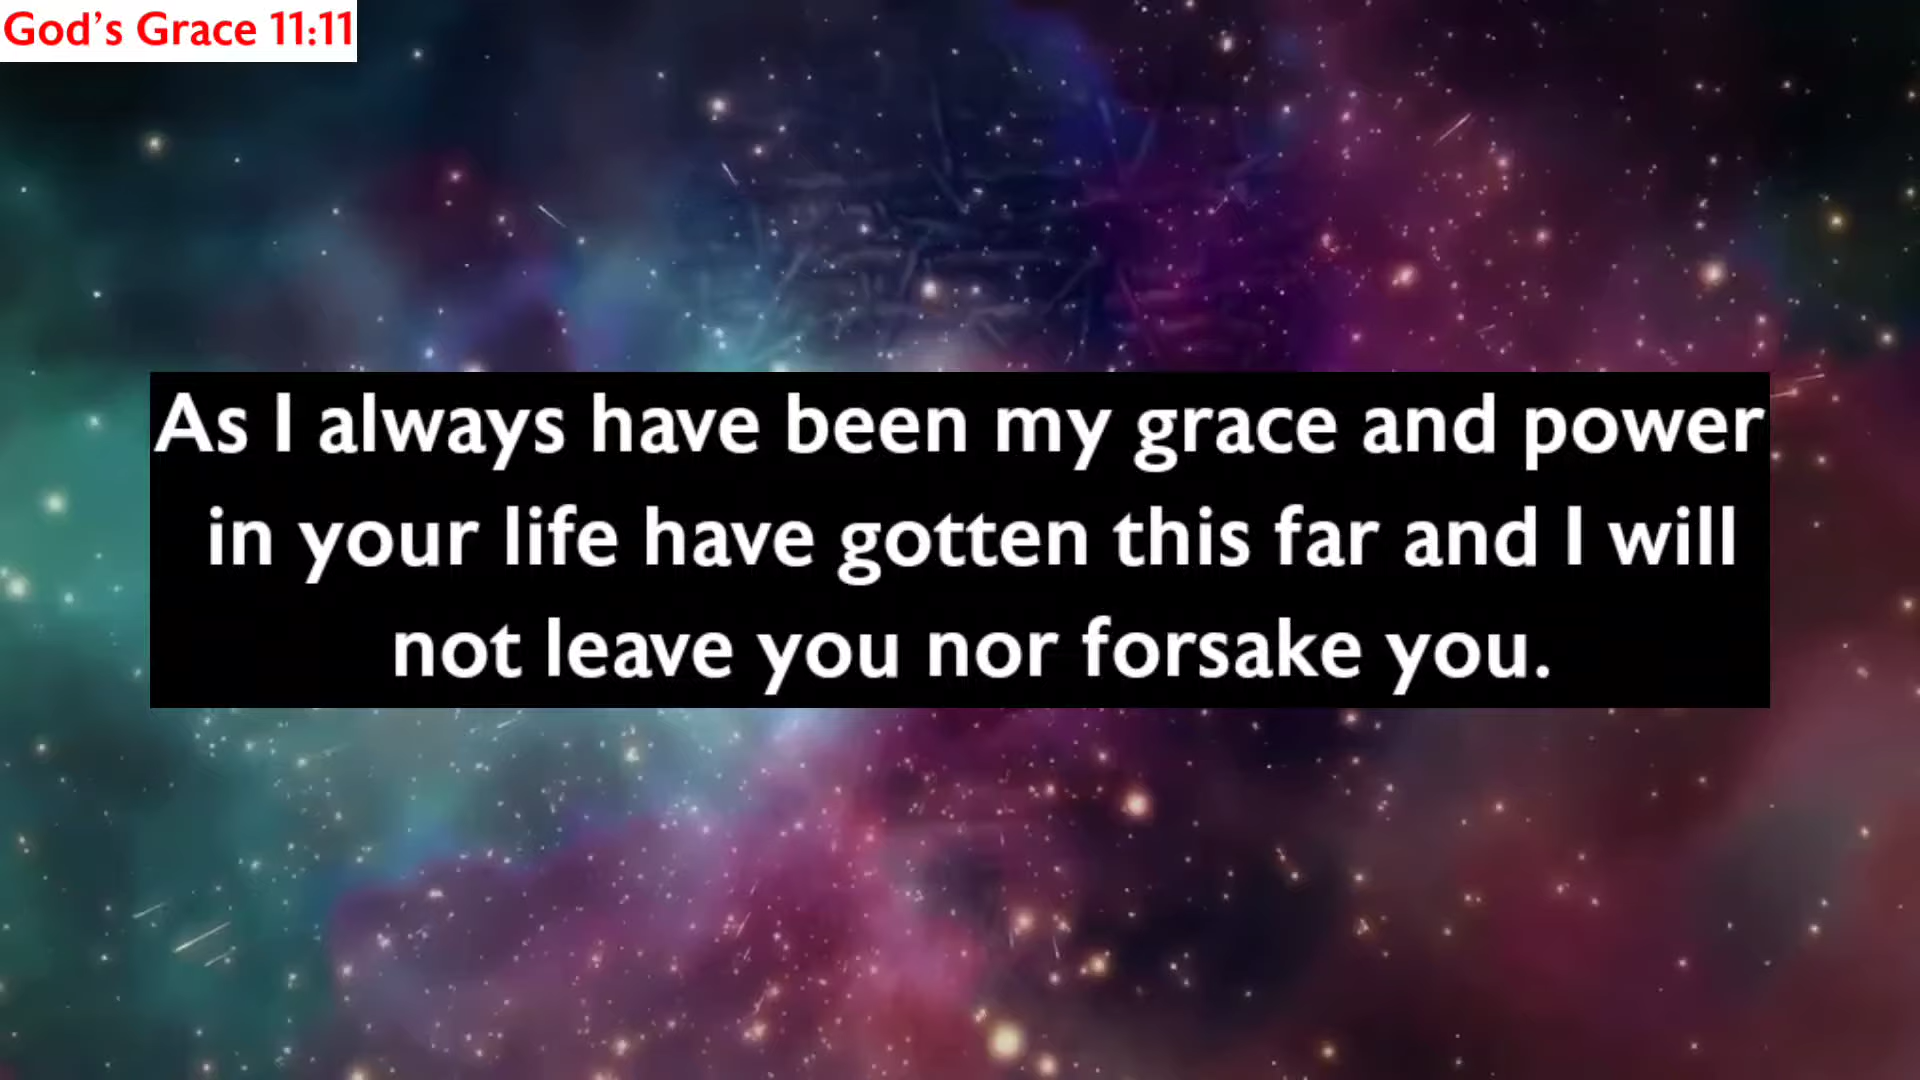 God’s Grace 11:11
As I always have been my grace and power
in your life have gotten this far and I will
not leave you nor forsake you.